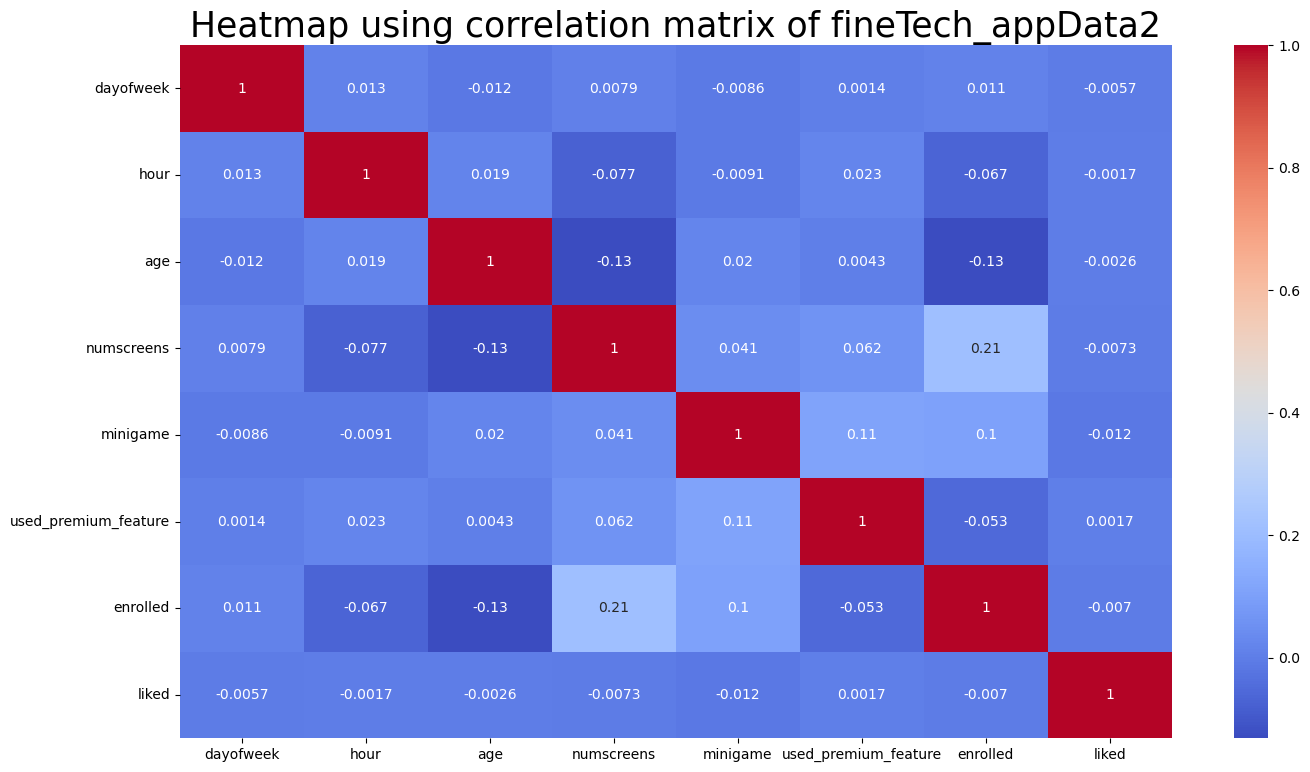 Heatmap using correlation matrix of fineTech_appData2
dayofweek 1 0.013 -0.012 0.0079 -0.0086 0.0014 0.011 -0.0057
hour 0.013 1 0.019 -0.077 -0.0091 0.023 -0.067 -0.0017
age -0.012 0.019 1 -0.13 0.02 0.0043 -0.13 -0.0026
numscreens 0.0079 -0.077 -0.13 1 0.041 0.062 0.21 -0.0073
minigame -0.0086 -0.0091 0.02 0.041 1 0.11 0.1 -0.012
used_premium_feature 0.0014 0.023 0.0043 0.062 0.11 1 -0.053 0.0017
enrolled 0.011 -0.067 -0.13 0.21 0.1 -0.053 1 -0.007
liked -0.0057 -0.0017 -0.0026 -0.0073 -0.012 0.0017 -0.007 1
dayofweek hour age numscreens minigame used_premium_feature enrolled liked
1.0
0.8
0.6
0.4
0.2
0.0